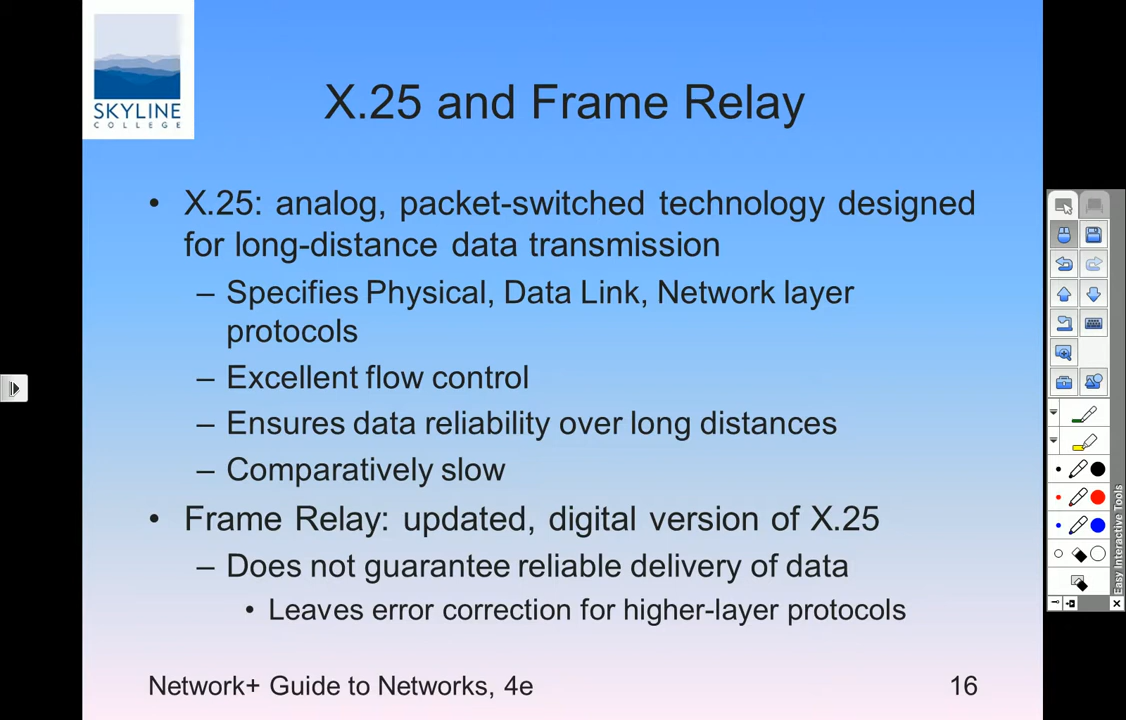 SKYLINE
COLLEGE
X.25 and Frame Relay
• X.25: analog, packet-switched technology designed
for long-distance data transmission
– Specifies Physical, Data Link, Network layer
protocols
– Excellent flow control
– Ensures data reliability over long distances
– Comparatively slow
• Frame Relay: updated, digital version of X.25
– Does not guarantee reliable delivery of data
• Leaves error correction for higher-layer protocols
Network+ Guide to Networks, 4e
16
Easy Interactive Tools